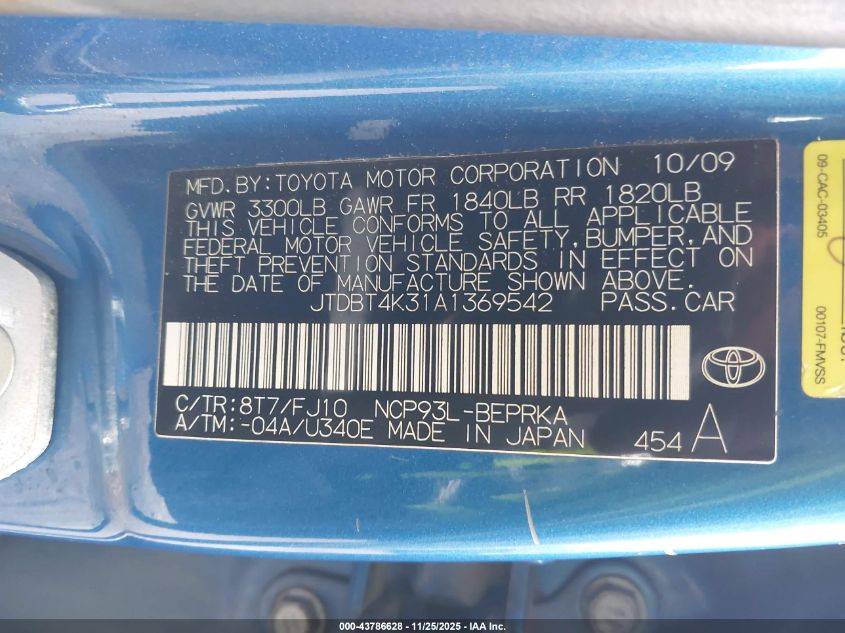 MFD.BY:TOYOTA MOTOR CORPORATION 10/09
GVWR 3300LB GAWR FR 1840LB RR 1820LB
THIS VEHICLE CONFORMS TO ALL APPLICABLE
FEDERAL MOTOR VEHICLE SAFETY,BUMPER,AND
THEFT PREVENTION STANDARDS IN EFFECT ON
THE DATE OF MANUFACTURE SHOWN ABOVE.
JTDBT4K31A1369542 PASS.CAR
C/TR:8T7/FJ10 NCP93L-BEPRKA
A/TM:-04A/U340E MADE IN JAPAN 454 A
09-CAC-03405
00107-FMVSS
000-43786628 - 11/25/2025 - IAA Inc.